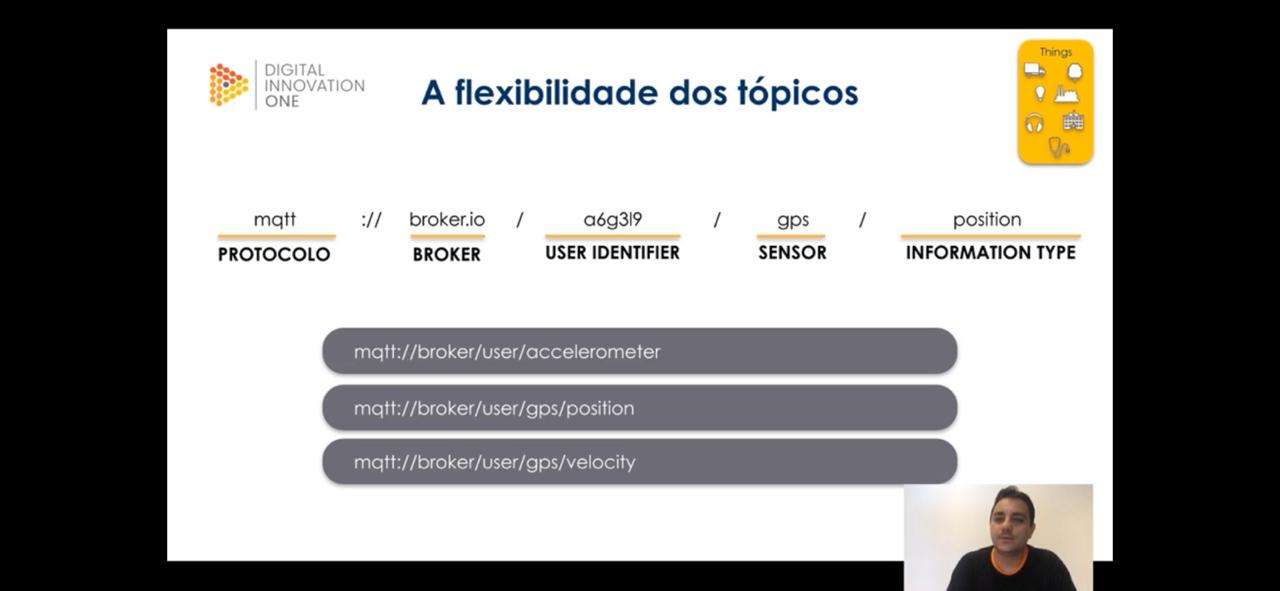 DIGITAL
INNOVATION
ONE
A flexibilidade dos tópicos
Things
mqtt :// broker.io / a6g3l9 / gps / position
PROTOCOLO BROKER USER IDENTIFIER SENSOR INFORMATION TYPE
mqtt://broker/user/accelerometer
mqtt://broker/user/gps/position
mqtt://broker/user/gps/velocity